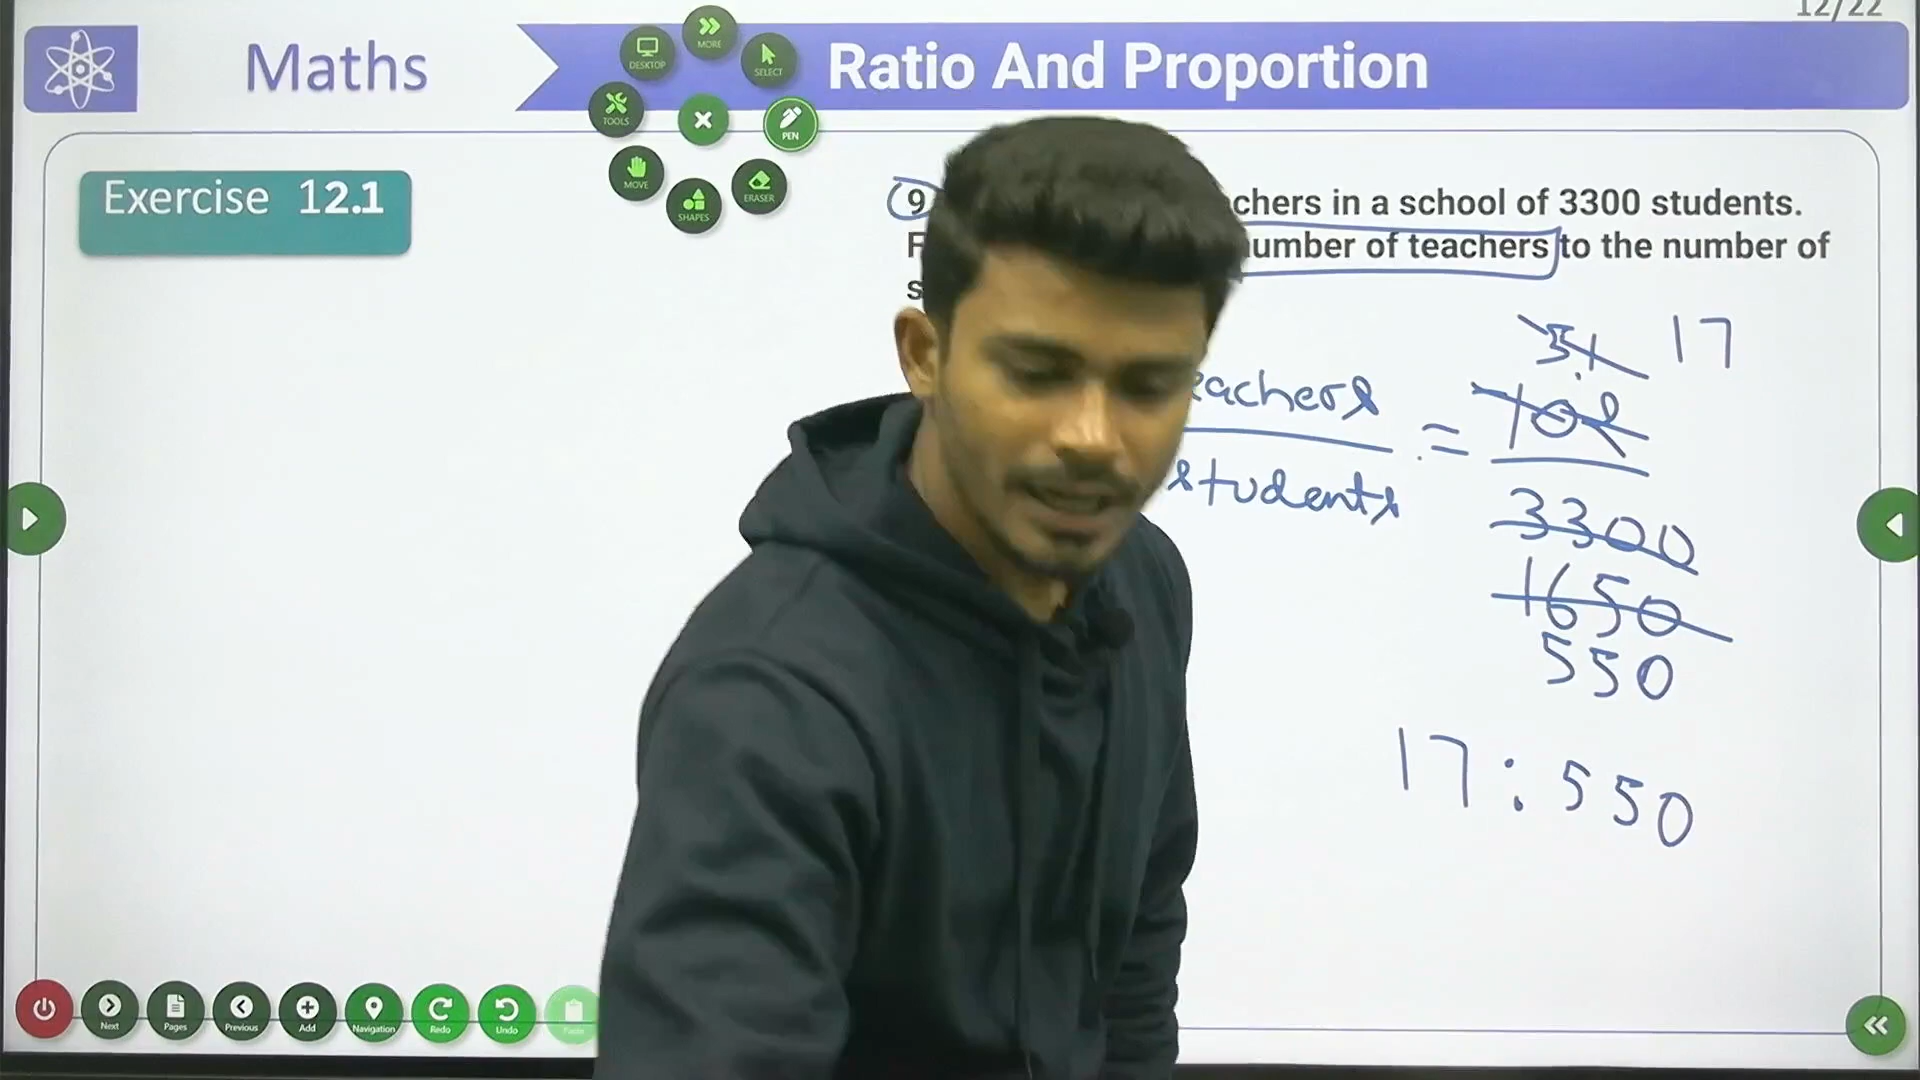 12/22
Maths
Ratio And Proportion
MORE
DESKTOP
SELECT
TOOLS
PEN
MOVE
SHAPES
ERASER
Exercise 12.1
9 chers in a school of 3300 students.
F umber of teachers to the number of
s
51 17
eachers = 102
students 3300
1650
550
17 : 550
Next
Pages
Previous
Add
Navigation
Redo
Undo